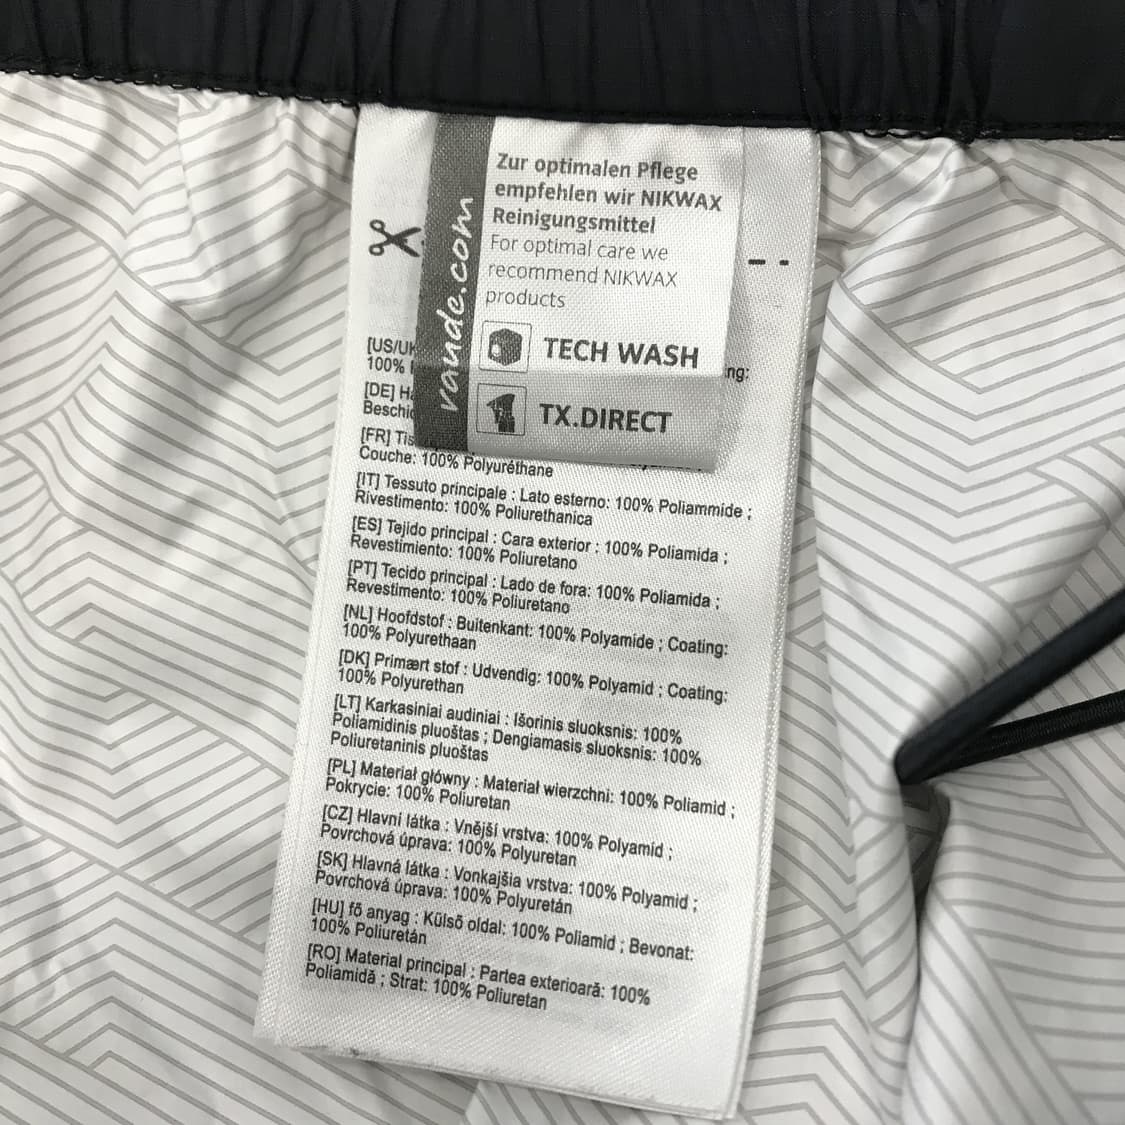 Zur optimalen Pflege
empfehlen wir NIKWAX
Reinigungsmittel
For optimal care we
recommend NIKWAX
products
TECH WASH
TX.DIRECT
vaude.com
[US/UK
100%
ng:
[DE]
[FR]
Couche: 100% Polyuréthane
[IT] Tessuto principale : Lato esterno: 100% Poliammide ;
Rivestimento: 100% Poliurethanica
[ES] Tejido principal : Cara exterior : 100% Poliamida ;
Revestimiento: 100% Poliuretano
[PT] Tecido principal : Lado de fora: 100% Poliamida ;
Revestimento: 100% Poliuretano
[NL] Hoofdstof : Buitenkant: 100% Polyamide ; Coating:
100% Polyurethaan
[DK] Primært stof : Udvendig: 100% Polyamid ; Coating:
100% Polyurethan
[LT] Karkasiniai audiniai : Išorinis sluoksnis: 100%
Poliamidinis pluoštas ; Dengiamasis sluoksnis: 100%
Poliuretaninis pluoštas
[PL] Materiał główny : Materiał wierzchni: 100% Poliamid ;
Pokrycie: 100% Poliuretan
[CZ] Hlavní látka : Vnější vrstva: 100% Polyamid ;
Povrchová úprava: 100% Polyuretan
[SK] Hlavná látka : Vonkajšia vrstva: 100% Polyamid ;
Povrchová úprava: 100% Polyuretán
[HU] fő anyag : Külső oldal: 100% Poliamid ; Bevonat:
100% Poliuretán
[RO] Material principal : Partea exterioară: 100%
Poliamidă ; Strat: 100% Poliuretan